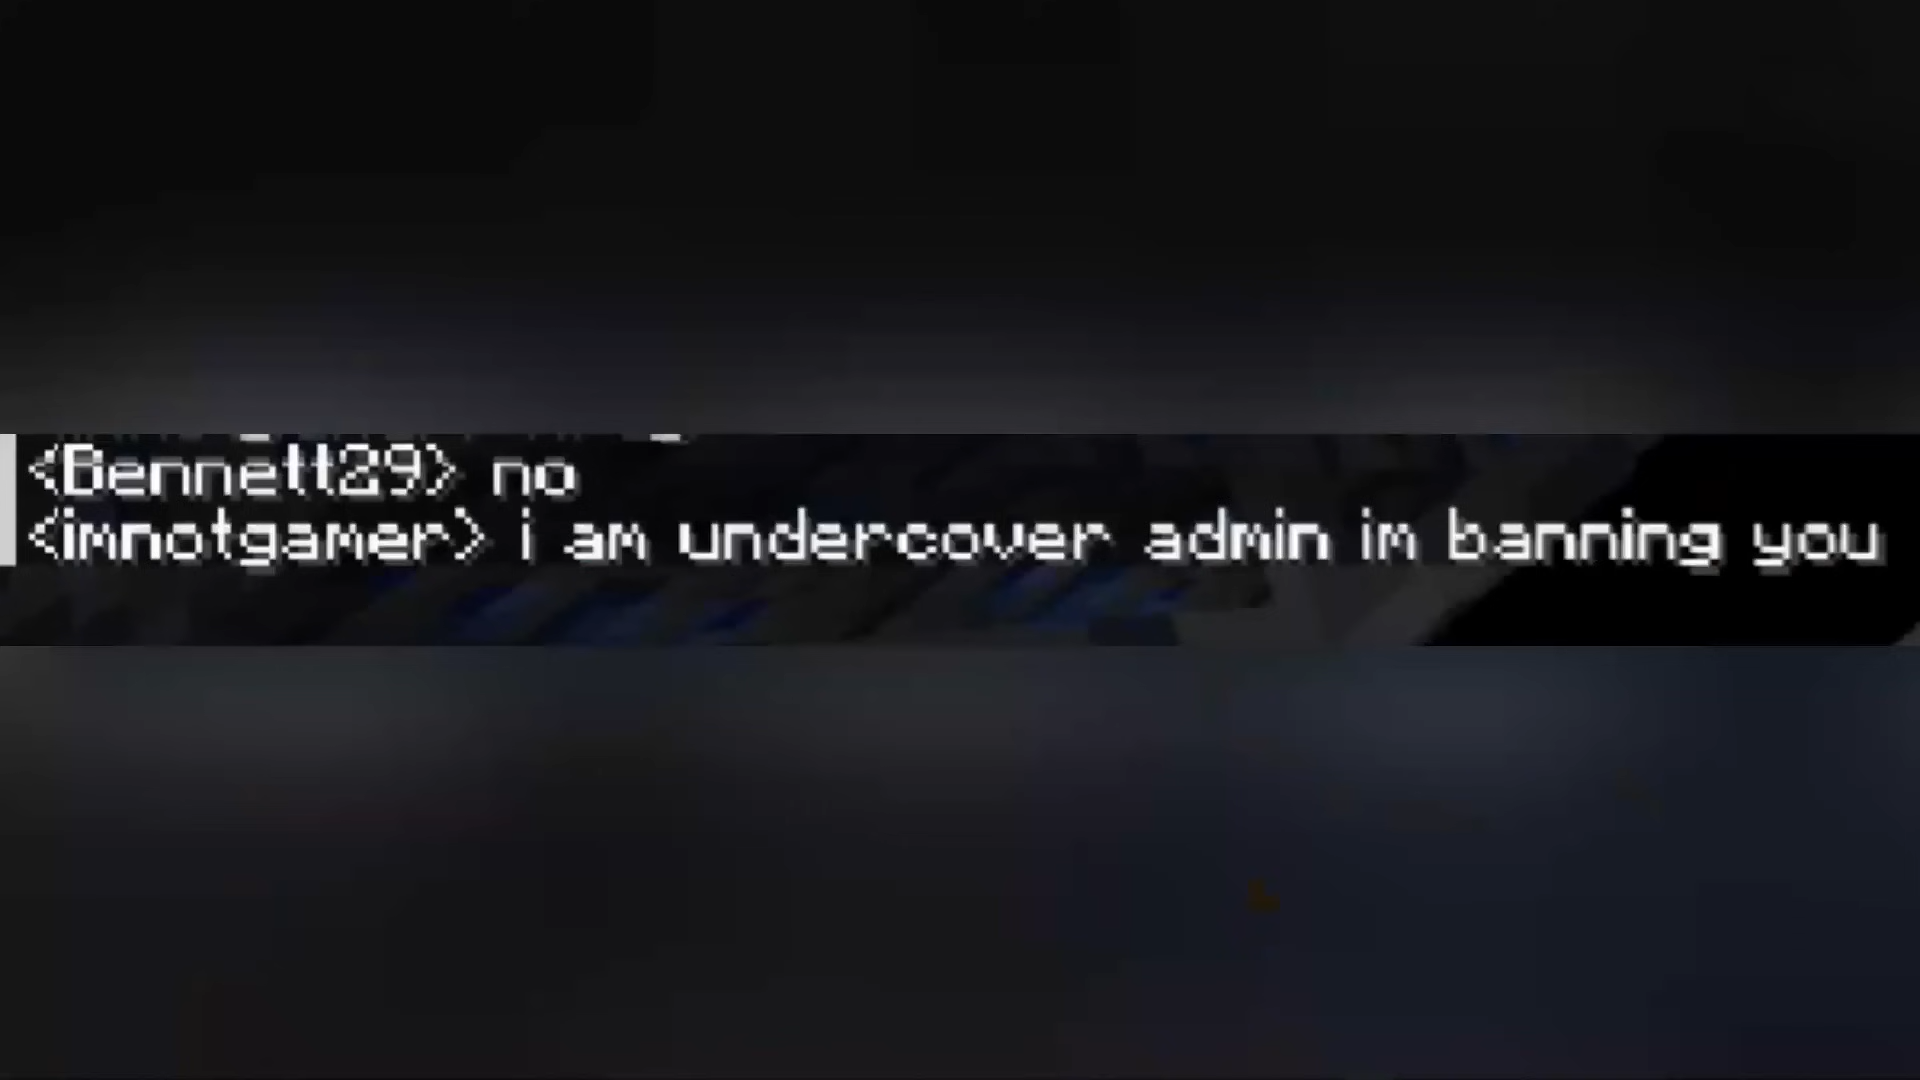 <Bennett29> no
<imnotgamer> i am undercover admin im banning you